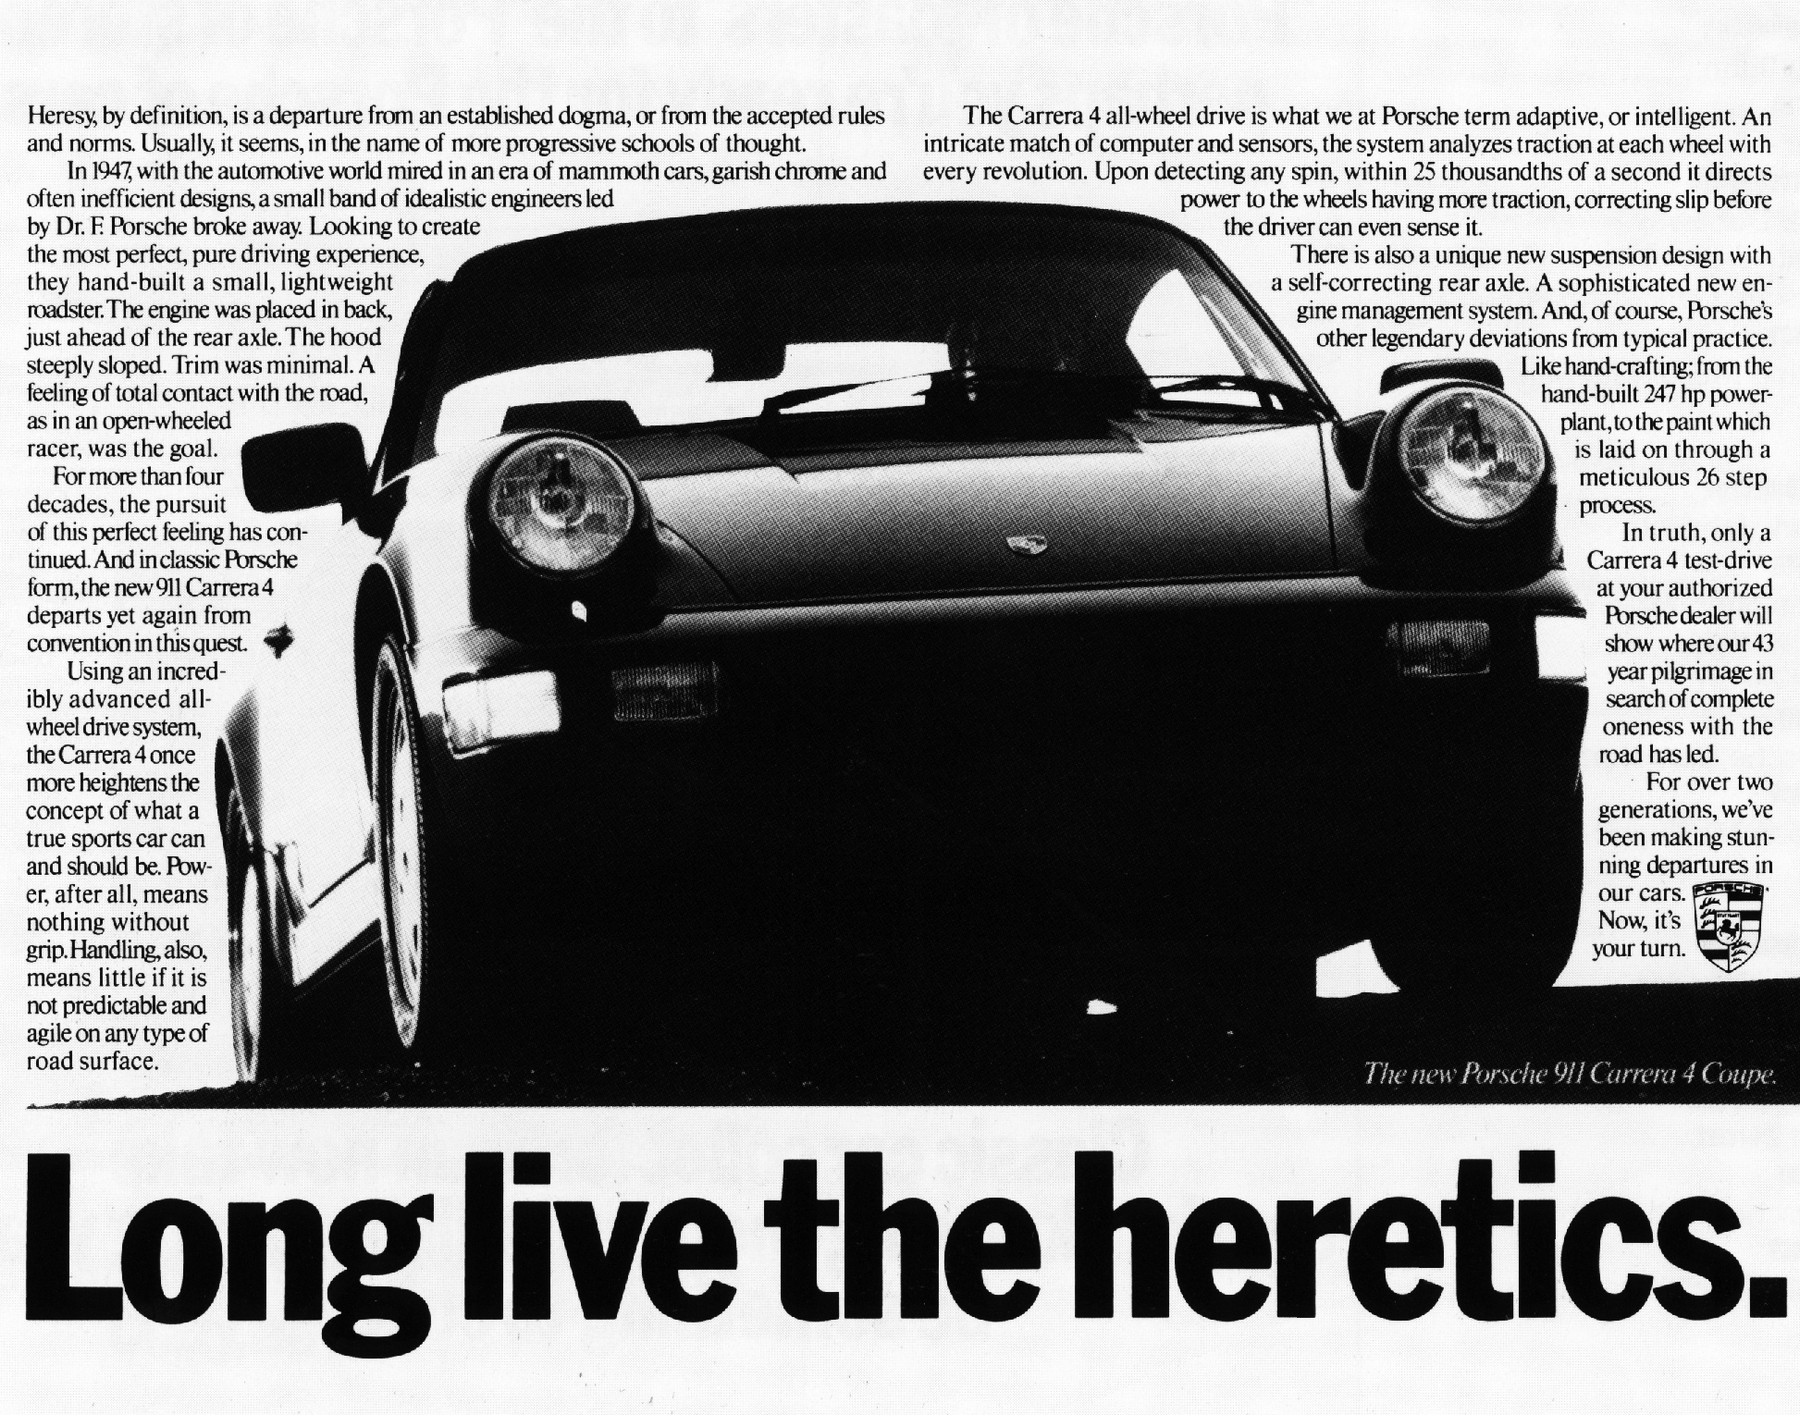 Heresy, by definition, is a departure from an established dogma, or from the accepted rules
and norms. Usually, it seems, in the name of more progressive schools of thought.
In 1947, with the automotive world mired in an era of mammoth cars, garish chrome and
often inefficient designs, a small band of idealistic engineers led
by Dr. F. Porsche broke away. Looking to create
the most perfect, pure driving experience,
they hand-built a small, lightweight
roadster. The engine was placed in back,
just ahead of the rear axle. The hood
steeply sloped. Trim was minimal. A
feeling of total contact with the road,
as in an open-wheeled
racer, was the goal.
For more than four
decades, the pursuit
of this perfect feeling has con-
tinued. And in classic Porsche
form, the new 911 Carrera 4
departs yet again from
convention in this quest.
Using an incred-
ibly advanced all-
wheel drive system,
the Carrera 4 once
more heightens the
concept of what a
true sports car can
and should be. Pow-
er, after all, means
nothing without
grip. Handling, also,
means little if it is
not predictable and
agile on any type of
road surface.
The Carrera 4 all-wheel drive is what we at Porsche term adaptive, or intelligent. An
intricate match of computer and sensors, the system analyzes traction at each wheel with
every revolution. Upon detecting any spin, within 25 thousandths of a second it directs
power to the wheels having more traction, correcting slip before
the driver can even sense it.
There is also a unique new suspension design with
a self-correcting rear axle. A sophisticated new en-
gine management system. And, of course, Porsche's
other legendary deviations from typical practice.
Like hand-crafting; from the
hand-built 247 hp power-
plant, to the paint which
is laid on through a
meticulous 26 step
process.
In truth, only a
Carrera 4 test-drive
at your authorized
Porsche dealer will
show where our 43
year pilgrimage in
search of complete
oneness with the
road has led.
For over two
generations, we've
been making stun-
ning departures in
our cars.
Now, it's
your turn.
PORSCHE
The new Porsche 911 Carrera 4 Coupe.
Long live the heretics.